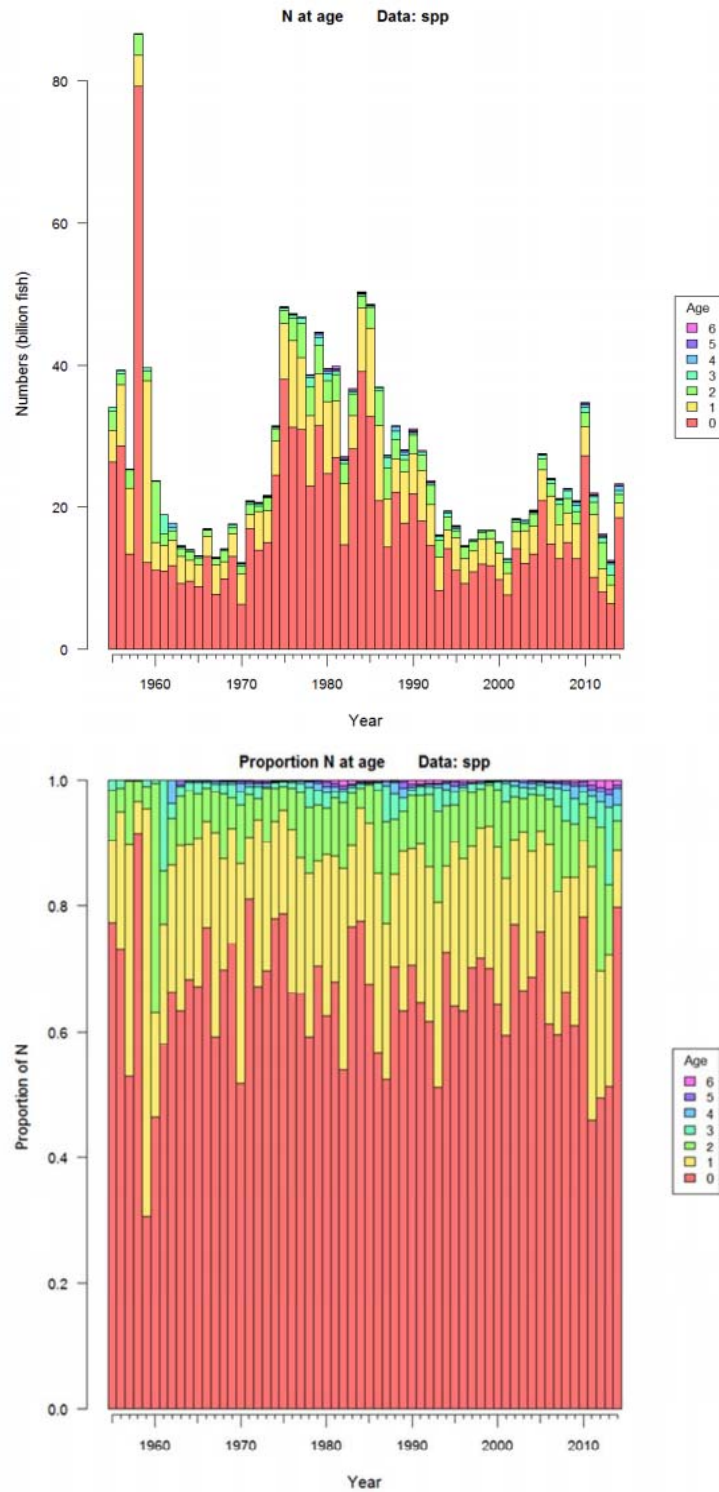 N at age Data: spp
80
60
40
20
0
Numbers (billion fish)
1960 1970 1980 1990 2000 2010
Year
Age
6
5
4
3
2
1
0
Proportion N at age Data: spp
1.0
0.8
0.6
0.4
0.2
0.0
Proportion of N
1960 1970 1980 1990 2000 2010
Year
Age
6
5
4
3
2
1
0